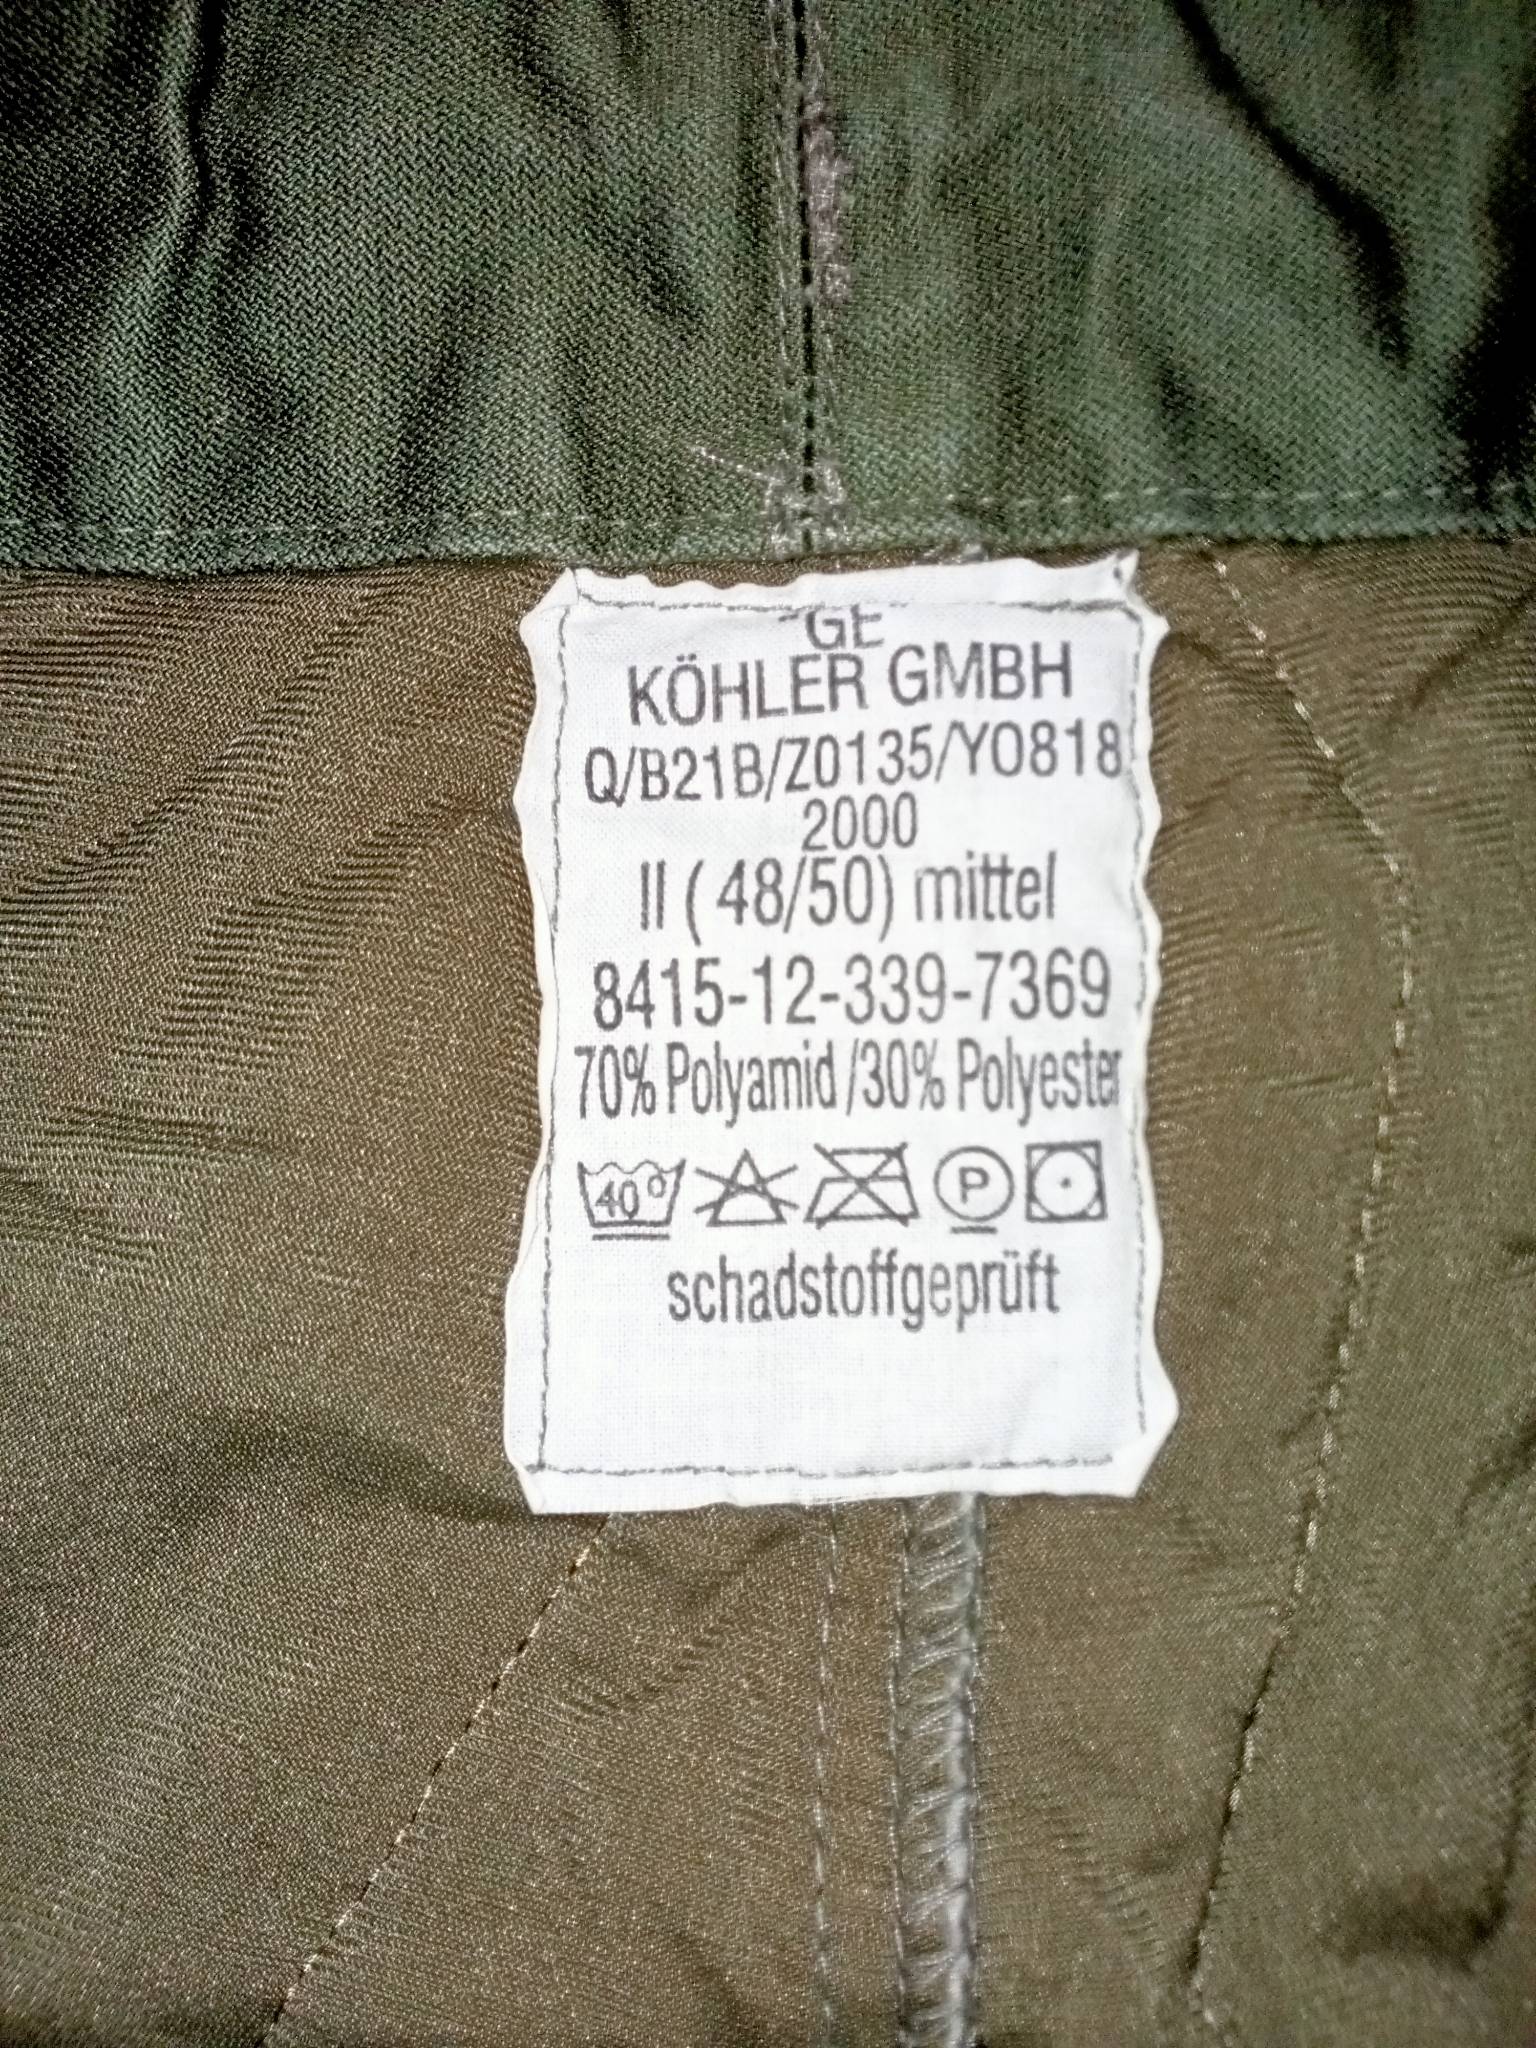 GE
KÖHLER GMBH
Q/B21B/Z0135/Y0818
2000
II ( 48/50) mittel
8415-12-339-7369
70% Polyamid /30% Polyester
40° P
schadstoffgeprüft